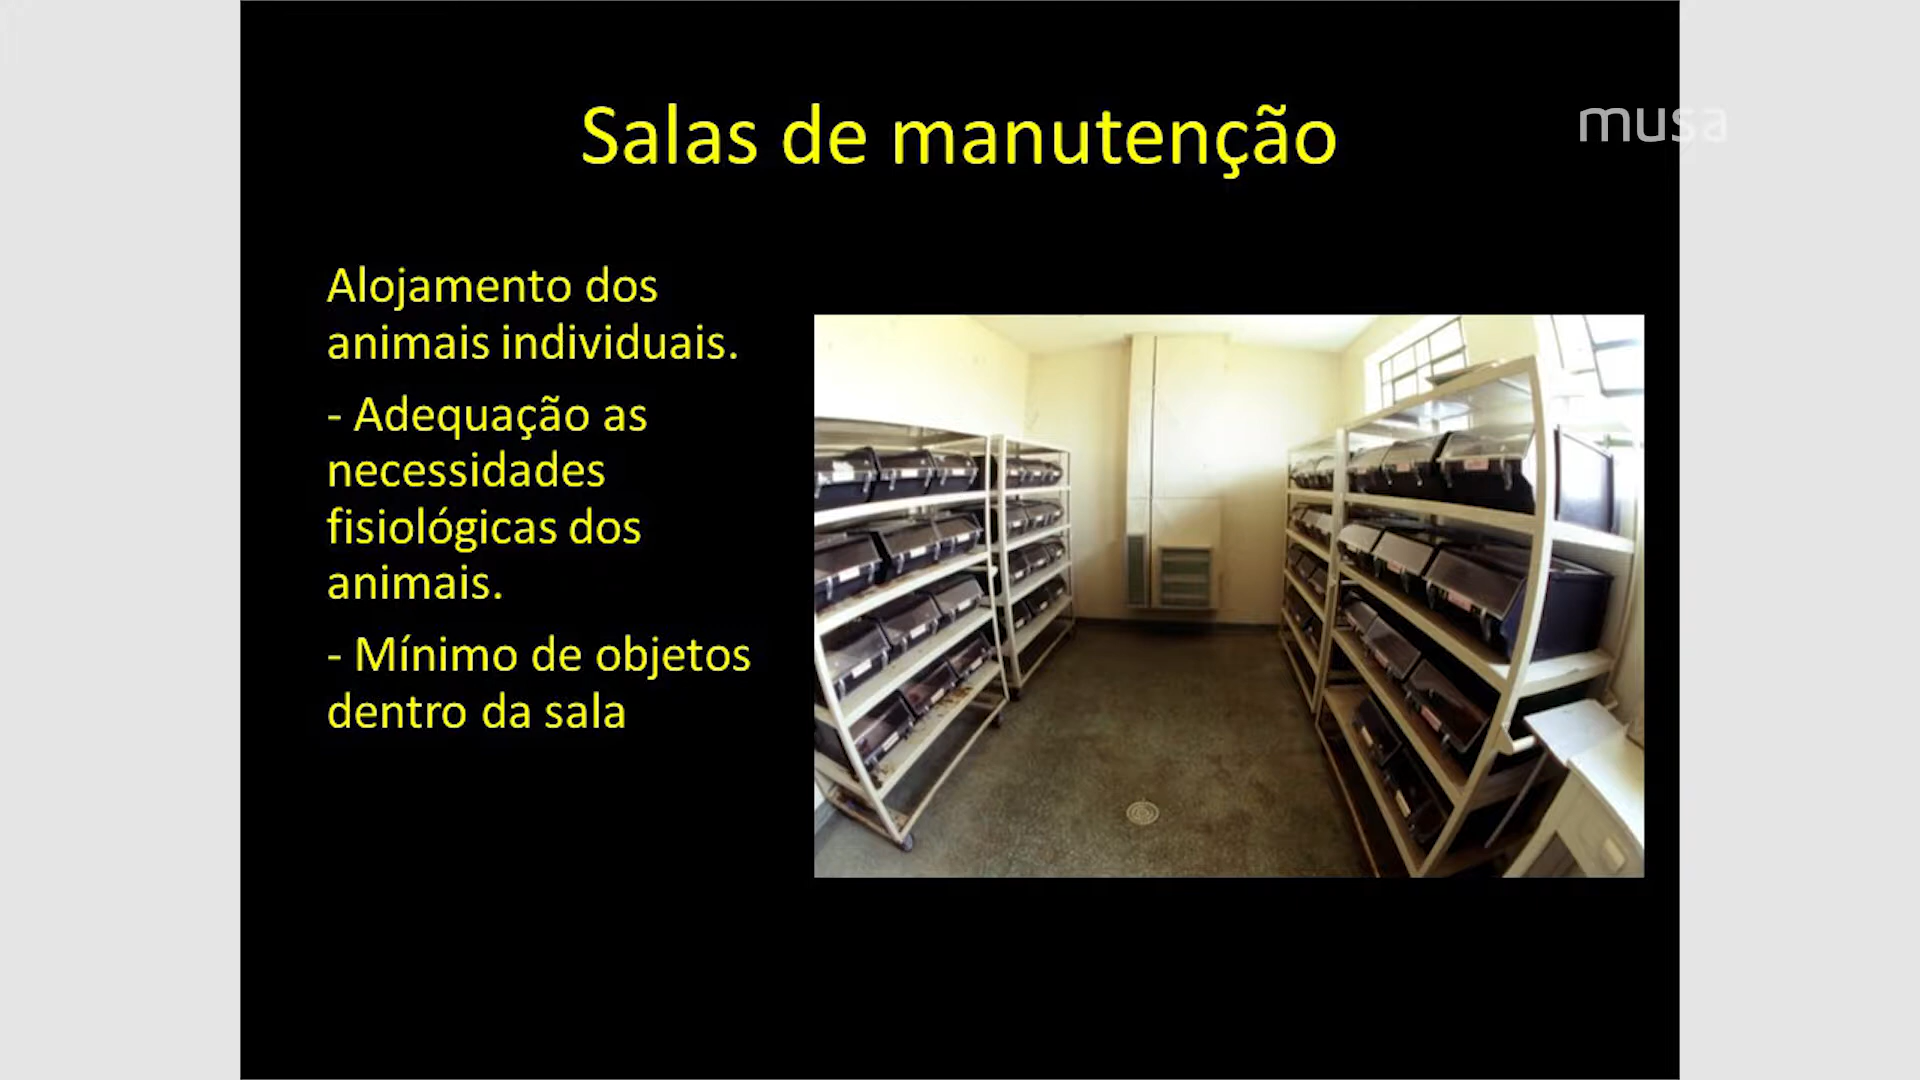 Salas de manutenção
musa
Alojamento dos
animais individuais.
- Adequação as
necessidades
fisiológicas dos
animais.
- Mínimo de objetos
dentro da sala